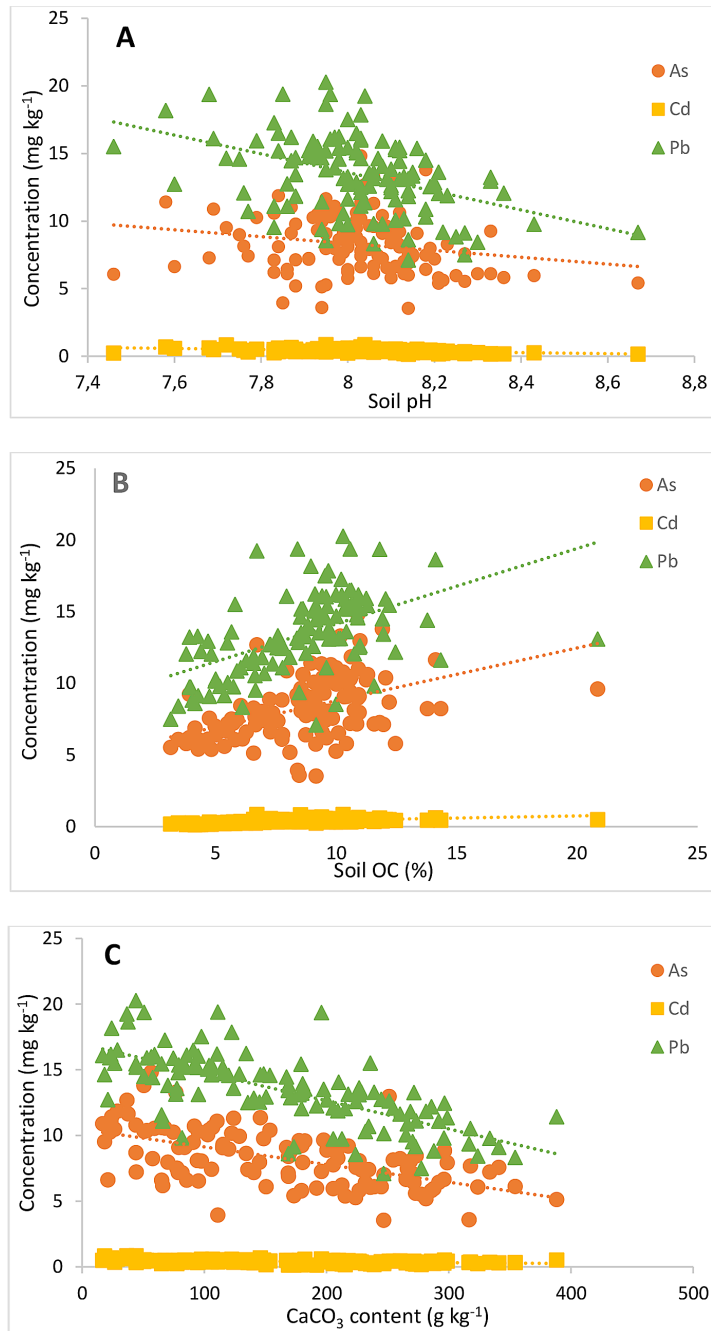 A
25
20
15
10
5
0
Concentration (mg kg⁻¹)
As
Cd
Pb
7,4 7,6 7,8 8 8,2 8,4 8,6 8,8
Soil pH
B
25
20
15
10
5
0
Concentration (mg kg⁻¹)
As
Cd
Pb
0 5 10 15 20 25
Soil OC (%)
C
25
20
15
10
5
0
Concentration (mg kg⁻¹)
As
Cd
Pb
0 100 200 300 400 500
CaCO₃ content (g kg⁻¹)